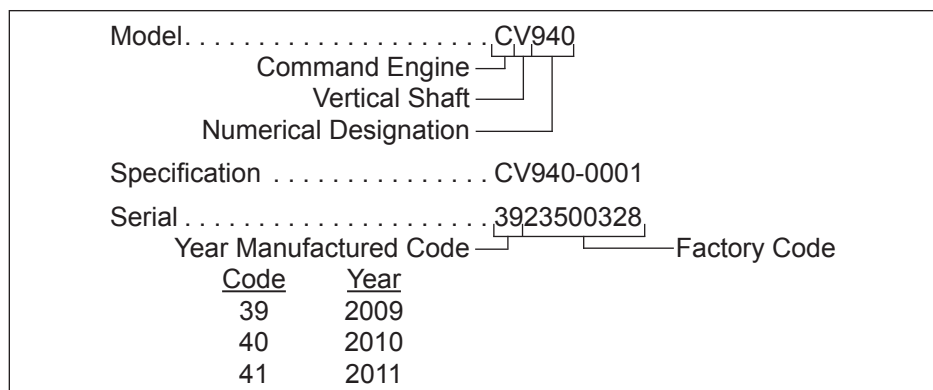 Model. . . . . . . . . . . . . . . . . . . . . CV940
Command Engine
Vertical Shaft
Numerical Designation
Specification . . . . . . . . . . . . . . . CV940-0001
Serial . . . . . . . . . . . . . . . . . . . . . 3923500328
Year Manufactured Code Factory Code
Code Year
39 2009
40 2010
41 2011